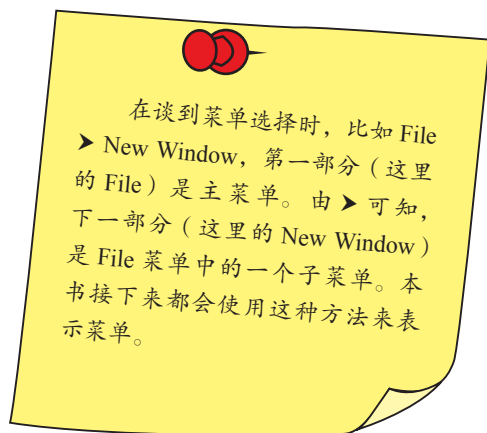 在谈到菜单选择时，比如 File
➤ New Window，第一部分（这里
的 File）是主菜单。由 ➤ 可知，
下一部分（这里的 New Window）
是 File 菜单中的一个子菜单。本
书接下来都会使用这种方法来表
示菜单。